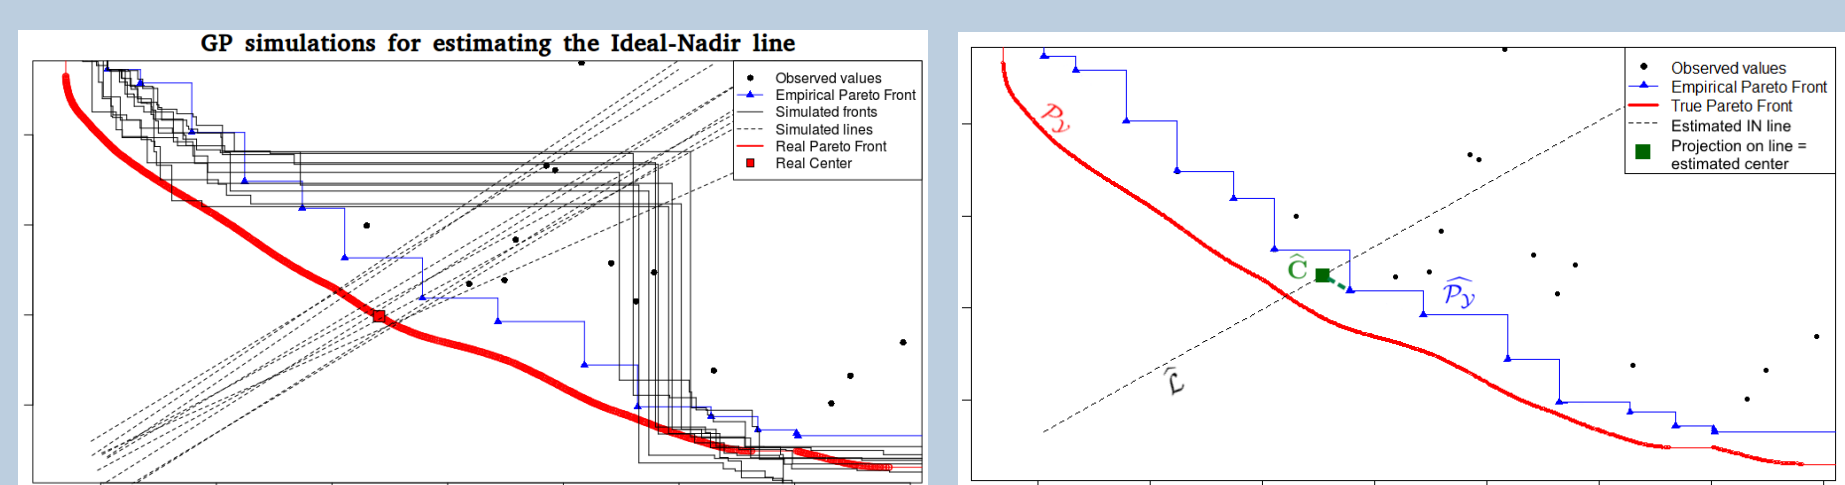 GP simulations for estimating the Ideal-Nadir line
Observed values
Empirical Pareto Front
Simulated fronts
Simulated lines
Real Pareto Front
Real Center
Observed values
Empirical Pareto Front
True Pareto Front
Estimated IN line
Projection on line =
estimated center
𝒫_𝒴
Ĉ
𝒫̂_𝒴
ℒ̂